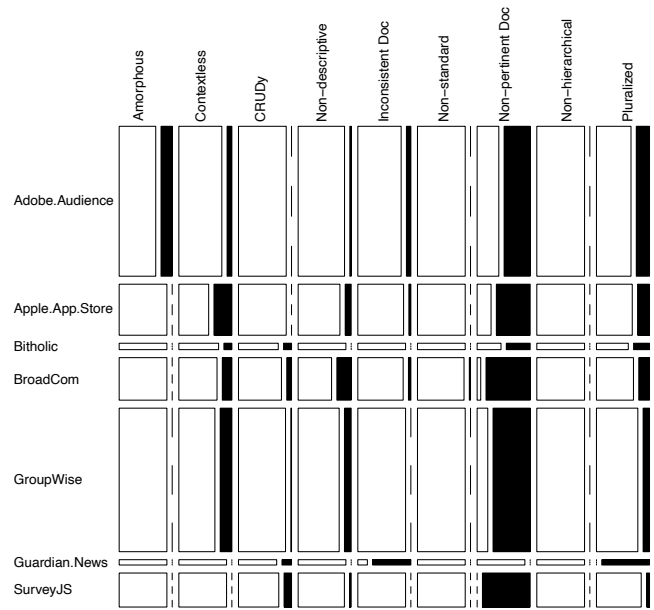 Amorphous
Contextless
CRUDy
Non−descriptive
Inconsistent Doc
Non−standard
Non−pertinent Doc
Non−hierarchical
Pluralized
Adobe.Audience
Apple.App.Store
Bitholic
BroadCom
GroupWise
Guardian.News
SurveyJS